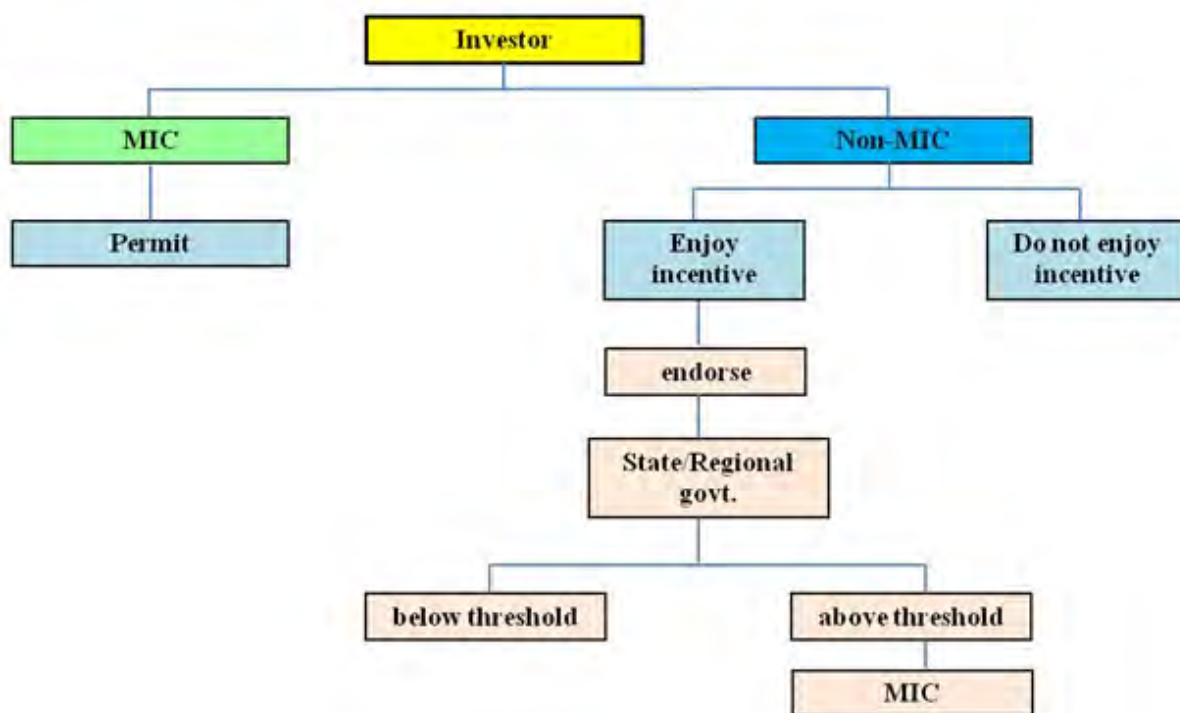 Investor
MIC
Non-MIC
Permit
Enjoy
incentive
Do not enjoy
incentive
endorse
State/Regional
govt.
below threshold
above threshold
MIC